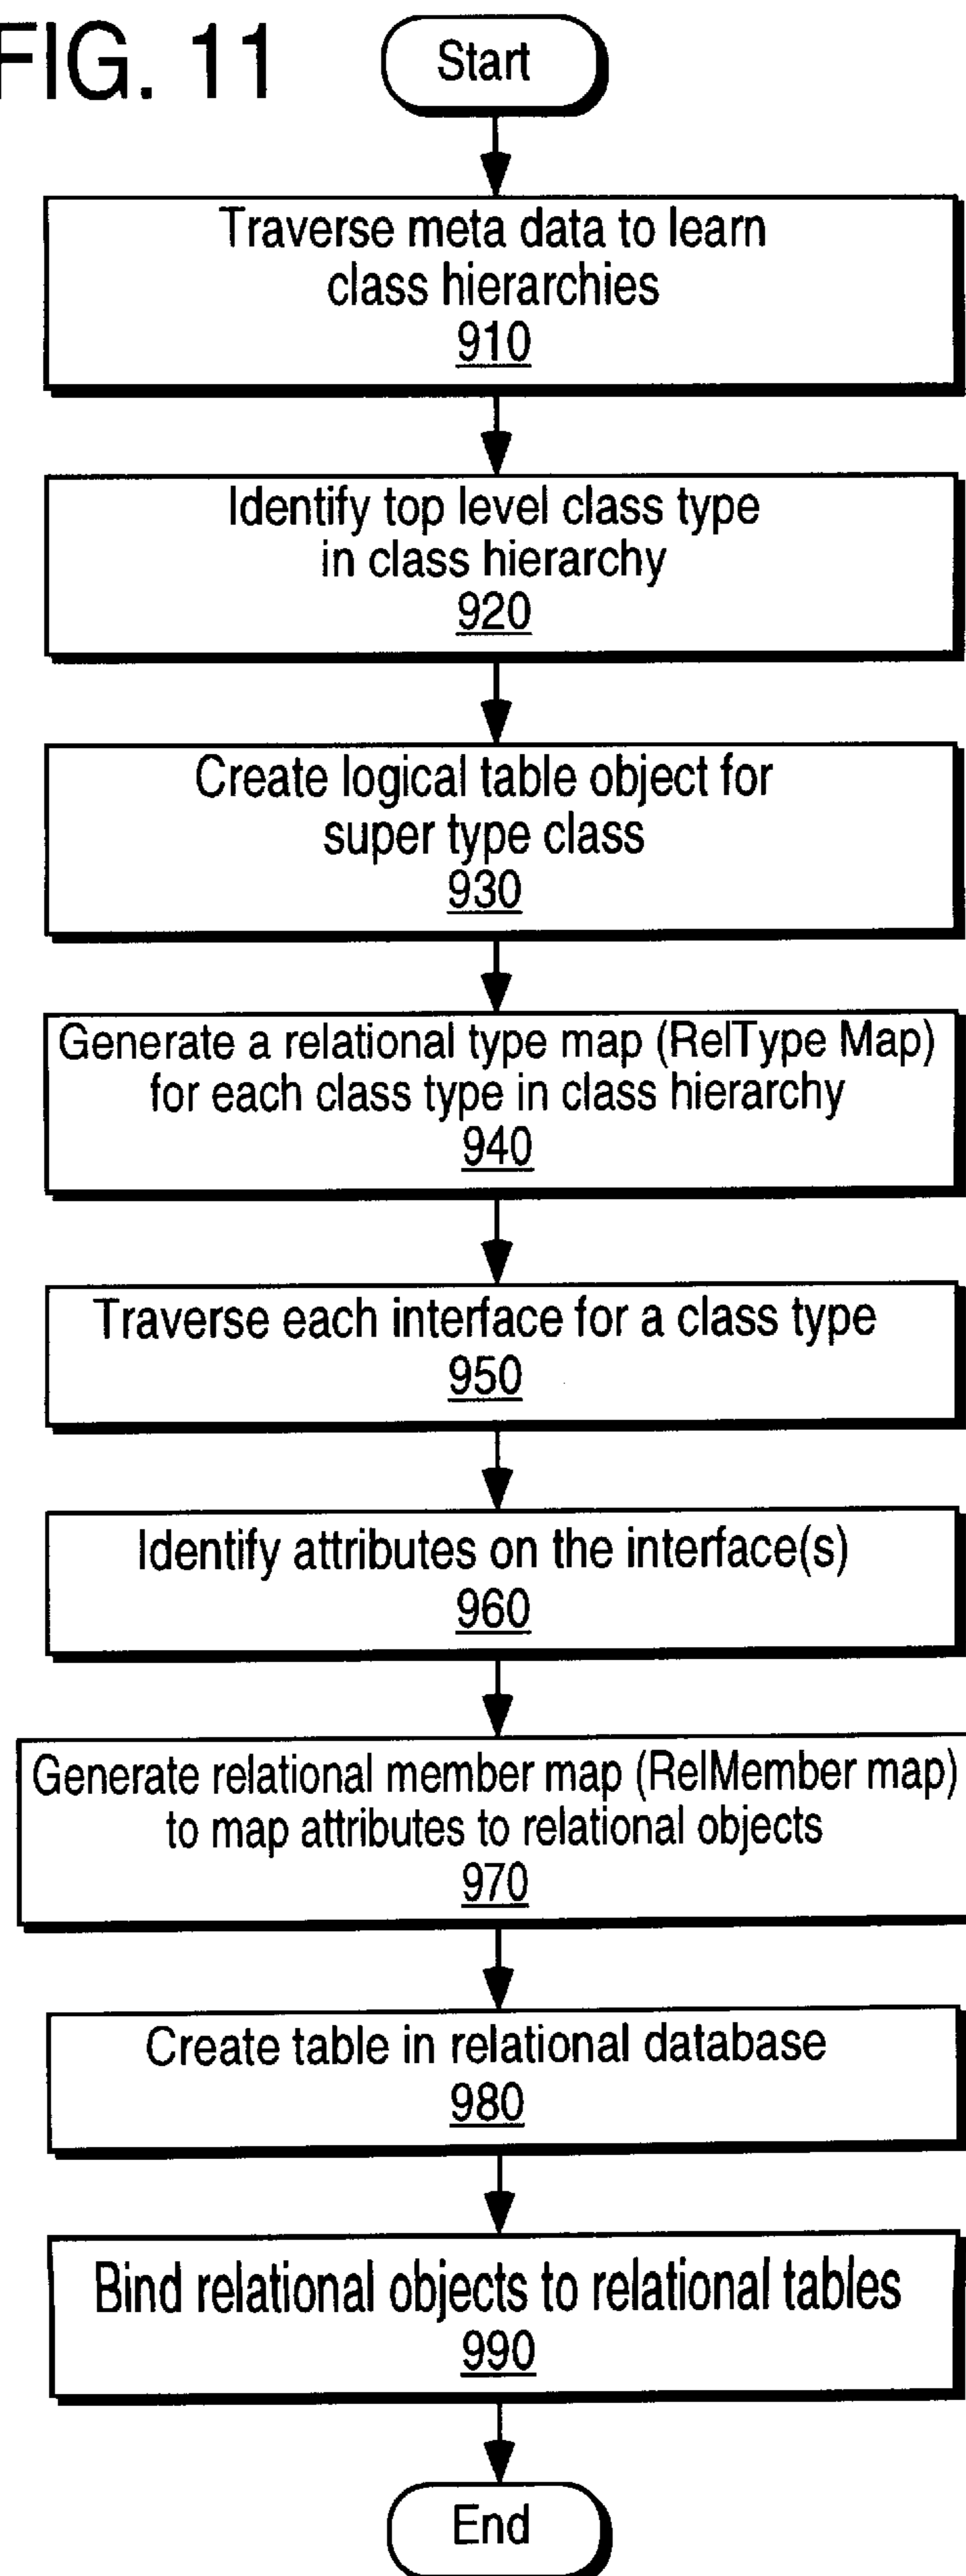 FIG. 11
Start
Traverse meta data to learn
class hierarchies
910
Identify top level class type
in class hierarchy
920
Create logical table object for
super type class
930
Generate a relational type map (RelType Map)
for each class type in class hierarchy
940
Traverse each interface for a class type
950
Identify attributes on the interface(s)
960
Generate relational member map (RelMember map)
to map attributes to relational objects
970
Create table in relational database
980
Bind relational objects to relational tables
990
End